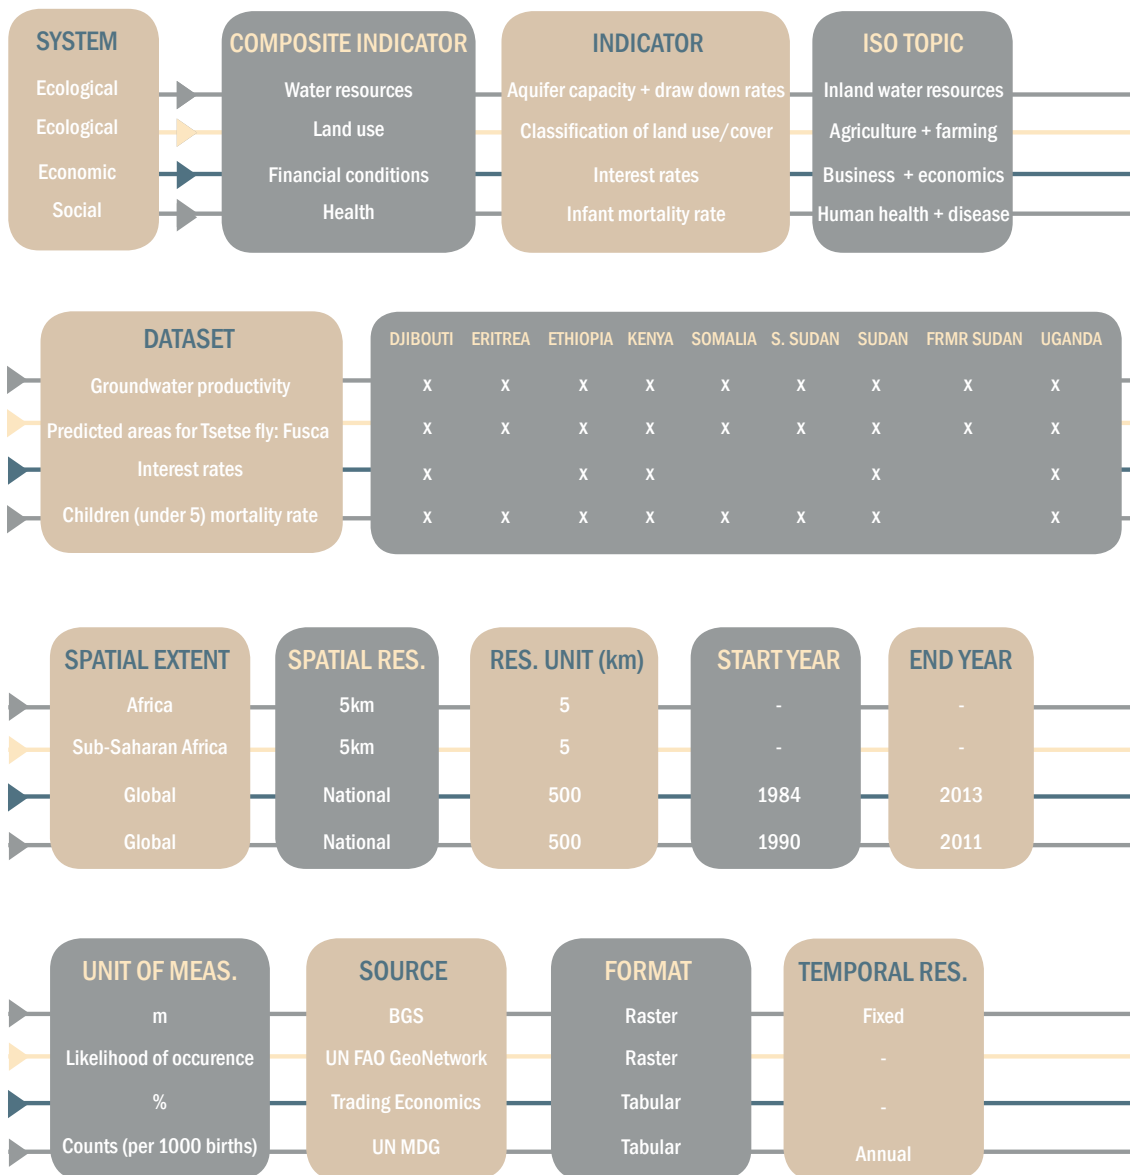 SYSTEM COMPOSITE INDICATOR INDICATOR ISO TOPIC
Ecological Water resources Aquifer capacity + draw down rates Inland water resources
Ecological Land use Classification of land use/cover Agriculture + farming
Economic Financial conditions Interest rates Business + economics
Social Health Infant mortality rate Human health + disease
DATASET DJIBOUTI ERITREA ETHIOPIA KENYA SOMALIA S. SUDAN SUDAN FRMR SUDAN UGANDA
Groundwater productivity x x x x x x x x x
Predicted areas for Tsetse fly: Fusca x x x x x x x x x
Interest rates x x x x x
Children (under 5) mortality rate x x x x x x x x
SPATIAL EXTENT SPATIAL RES. RES. UNIT (km) START YEAR END YEAR
Africa 5km 5 - -
Sub-Saharan Africa 5km 5 - -
Global National 500 1984 2013
Global National 500 1990 2011
UNIT OF MEAS. SOURCE FORMAT TEMPORAL RES.
m BGS Raster Fixed
Likelihood of occurence UN FAO GeoNetwork Raster -
% Trading Economics Tabular -
Counts (per 1000 births) UN MDG Tabular Annual